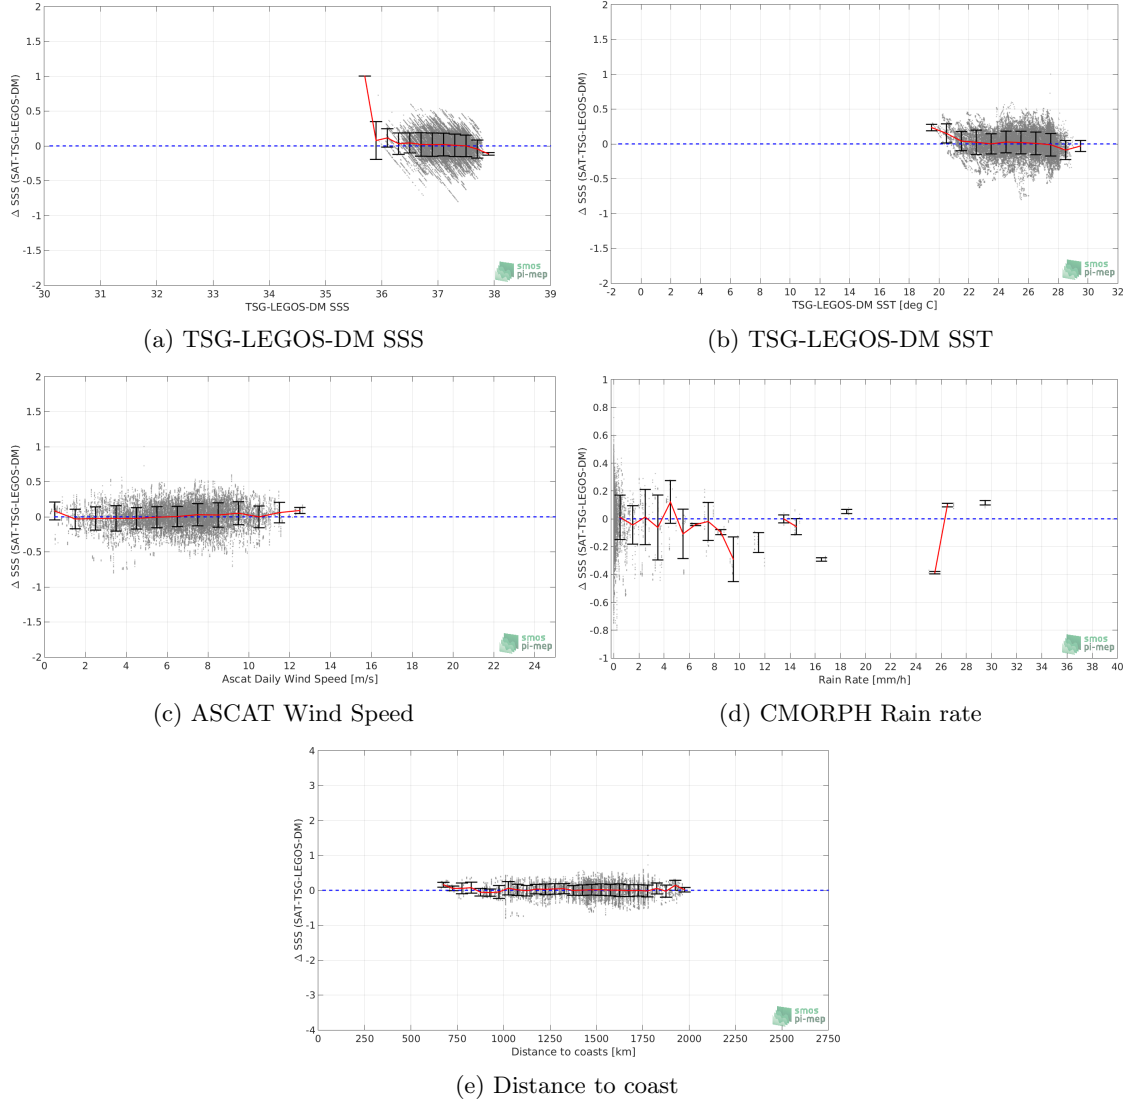 2
1.5
1
0.5
0
-0.5
-1
-1.5
-2
Δ SSS (SAT-TSG-LEGOS-DM)
30 31 32 33 34 35 36 37 38 39
TSG-LEGOS-DM SSS
smos
pi-mep
(a) TSG-LEGOS-DM SSS
2
1.5
1
0.5
0
-0.5
-1
-1.5
-2
Δ SSS (SAT-TSG-LEGOS-DM)
-2 0 2 4 6 8 10 12 14 16 18 20 22 24 26 28 30 32
TSG-LEGOS-DM SST [deg C]
smos
pi-mep
(b) TSG-LEGOS-DM SST
2
1.5
1
0.5
0
-0.5
-1
-1.5
-2
Δ SSS (SAT-TSG-LEGOS-DM)
0 2 4 6 8 10 12 14 16 18 20 22 24
Ascat Daily Wind Speed [m/s]
smos
pi-mep
(c) ASCAT Wind Speed
1
0.8
0.6
0.4
0.2
0
-0.2
-0.4
-0.6
-0.8
-1
Δ SSS (SAT-TSG-LEGOS-DM)
0 2 4 6 8 10 12 14 16 18 20 22 24 26 28 30 32 34 36 38 40
Rain Rate [mm/h]
smos
pi-mep
(d) CMORPH Rain rate
4
3
2
1
0
-1
-2
-3
-4
Δ SSS (SAT-TSG-LEGOS-DM)
0 250 500 750 1000 1250 1500 1750 2000 2250 2500 2750
Distance to coasts [km]
smos
pi-mep
(e) Distance to coast